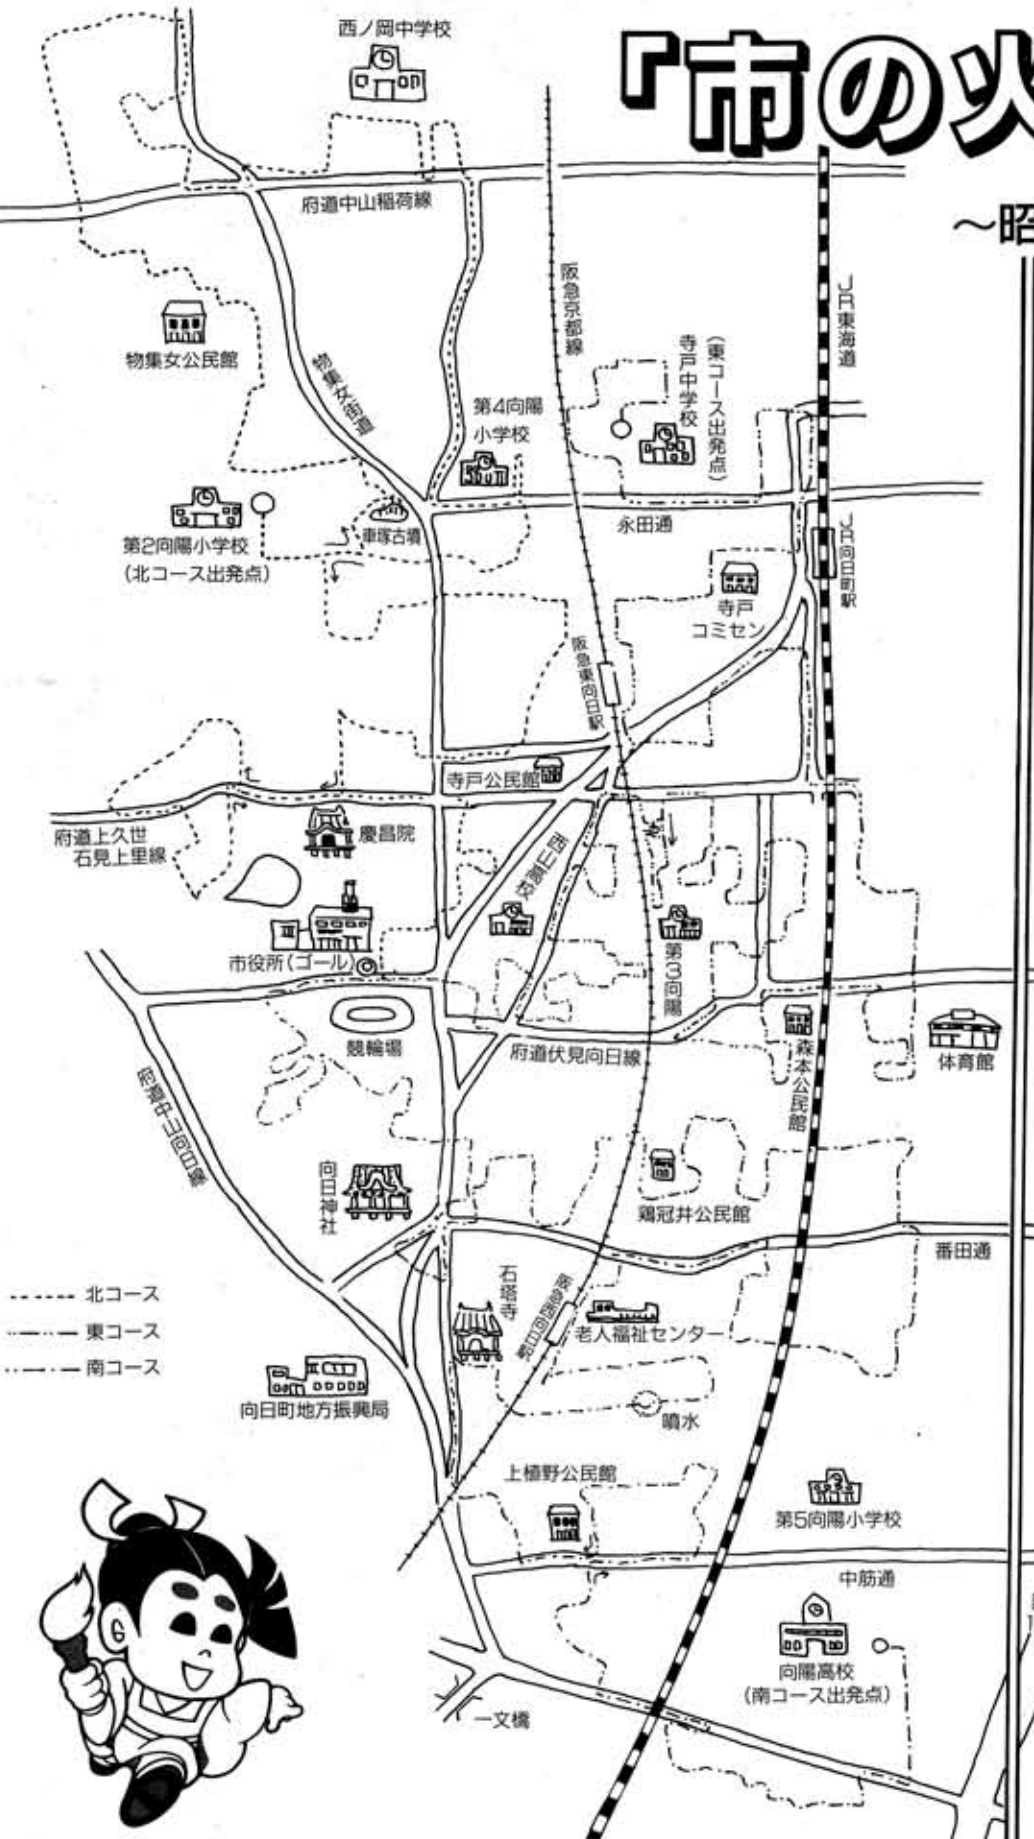 「市の火
〜昭
西ノ岡中学校
府道中山稲荷線
阪急京都線
JR東海道
物集女公民館
物集女街道
第4向陽
小学校
寺戸中学校
(東コース出発点)
第2向陽小学校
(北コース出発点)
車塚古墳
永田通
JR向日町駅
寺戸
コミセン
阪急東向日駅
寺戸公民館
府道上久世
石見上里線
慶昌院
西山高校
市役所(ゴール)
第3向陽
競輪場
府道伏見向日線
森本公民館
体育館
府道中山向日線
向日神社
鶏冠井公民館
番田通
北コース
東コース
南コース
石塔寺
阪急西向日駅
老人福祉センター
向日町地方振興局
噴水
上植野公民館
第5向陽小学校
中筋通
向陽高校
(南コース出発点)
一文橋